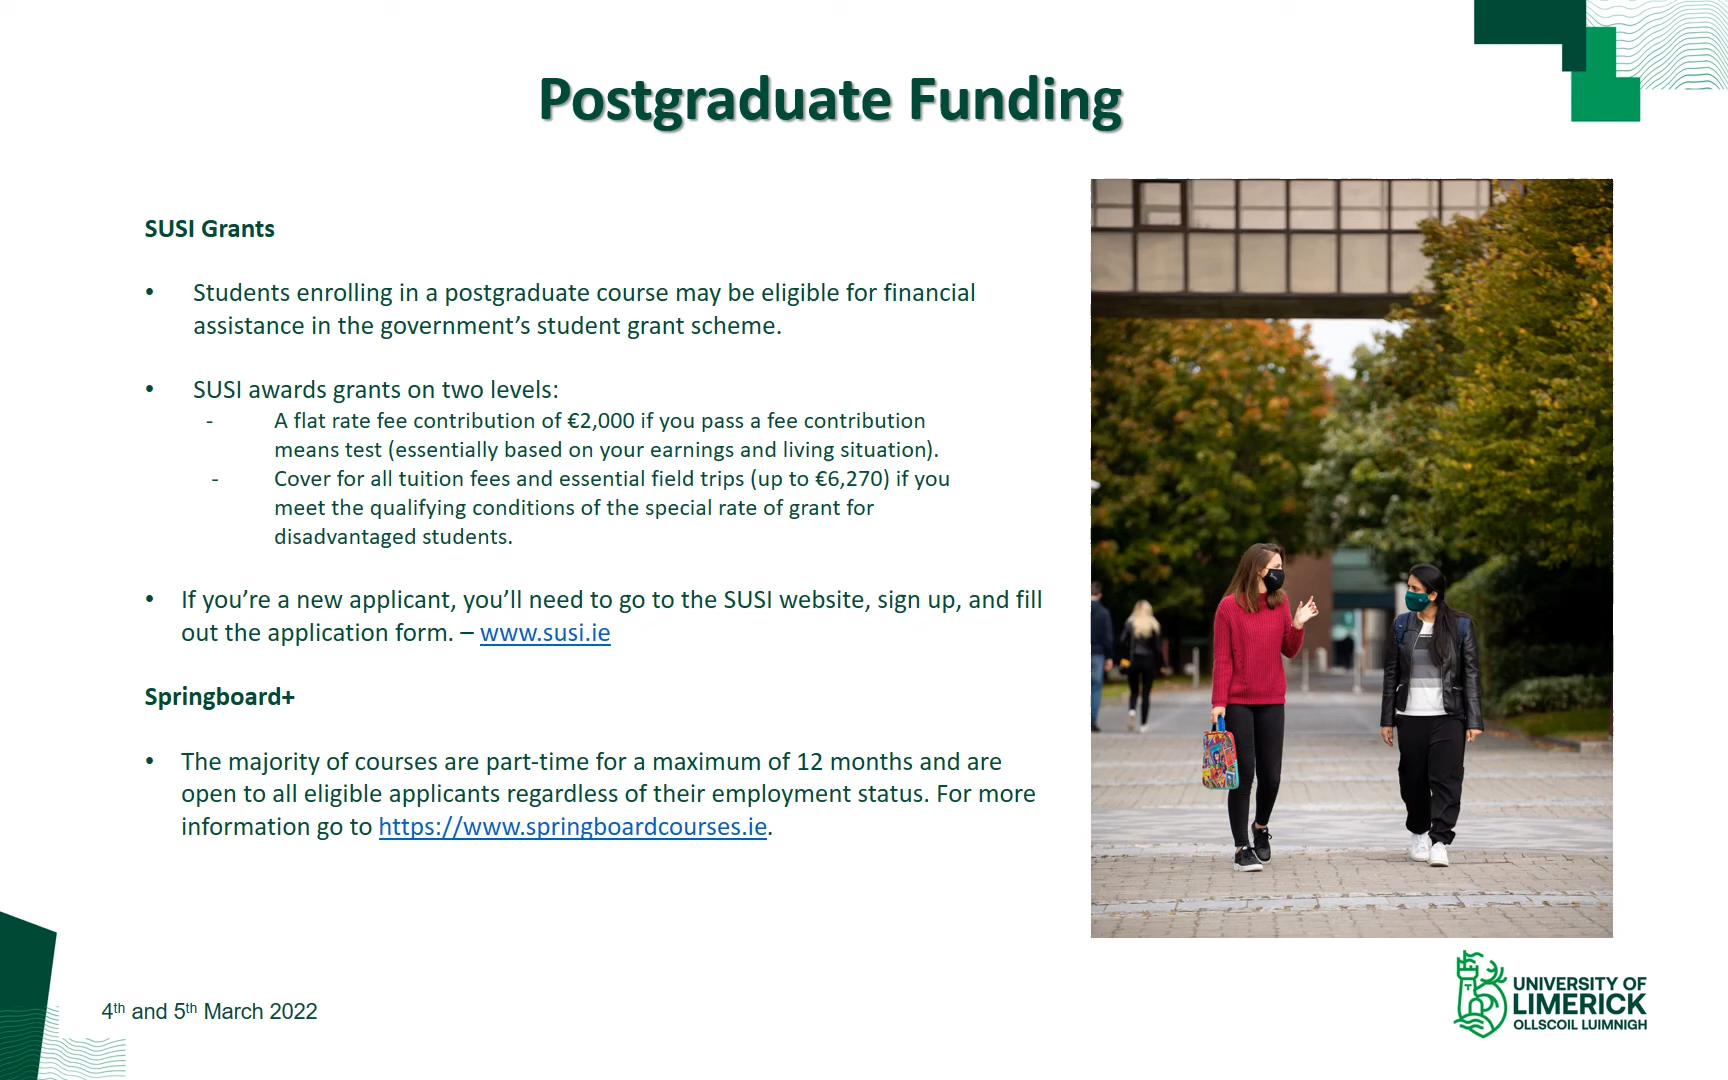 Postgraduate Funding
SUSI Grants
• Students enrolling in a postgraduate course may be eligible for financial
assistance in the government’s student grant scheme.
• SUSI awards grants on two levels:
- A flat rate fee contribution of €2,000 if you pass a fee contribution
means test (essentially based on your earnings and living situation).
- Cover for all tuition fees and essential field trips (up to €6,270) if you
meet the qualifying conditions of the special rate of grant for
disadvantaged students.
• If you’re a new applicant, you’ll need to go to the SUSI website, sign up, and fill
out the application form. – www.susi.ie
Springboard+
• The majority of courses are part-time for a maximum of 12 months and are
open to all eligible applicants regardless of their employment status. For more
information go to https://www.springboardcourses.ie.
4th and 5th March 2022
UNIVERSITY OF
LIMERICK
OLLSCOIL LUIMNIGH